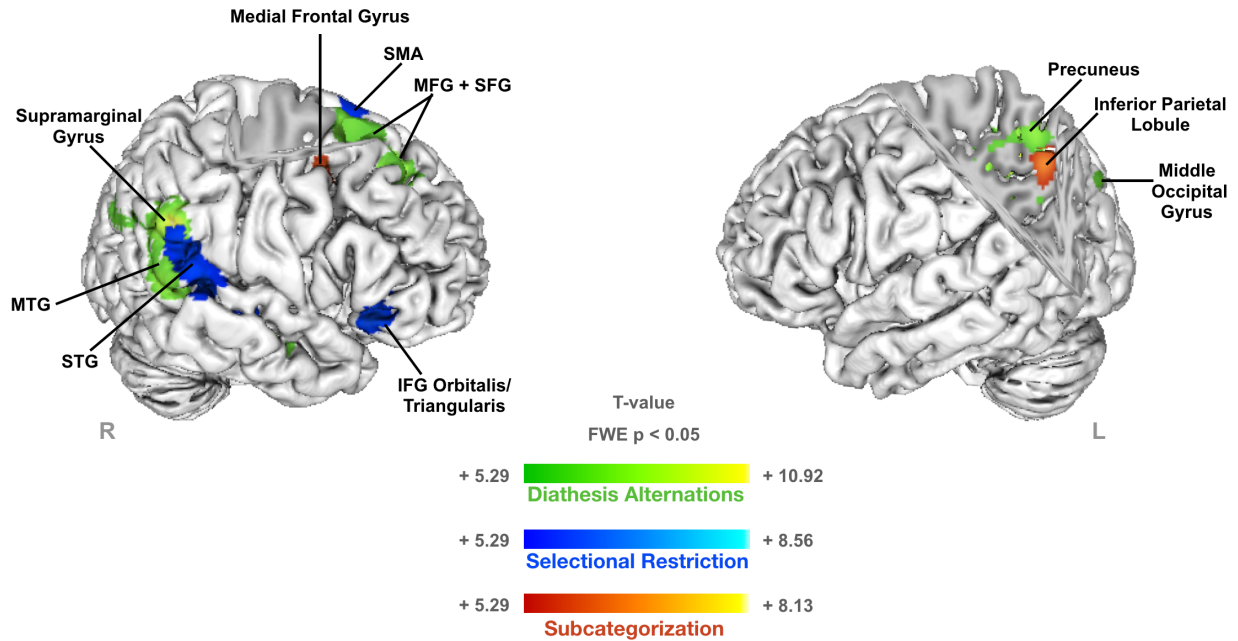 Medial Frontal Gyrus
SMA
MFG + SFG
Supramarginal
Gyrus
MTG
STG
IFG Orbitalis/
Triangularis
R
Precuneus
Inferior Parietal
Lobule
Middle
Occipital
Gyrus
L
T-value
FWE p < 0.05
+ 5.29
+ 10.92
Diathesis Alternations
+ 5.29
+ 8.56
Selectional Restriction
+ 5.29
+ 8.13
Subcategorization